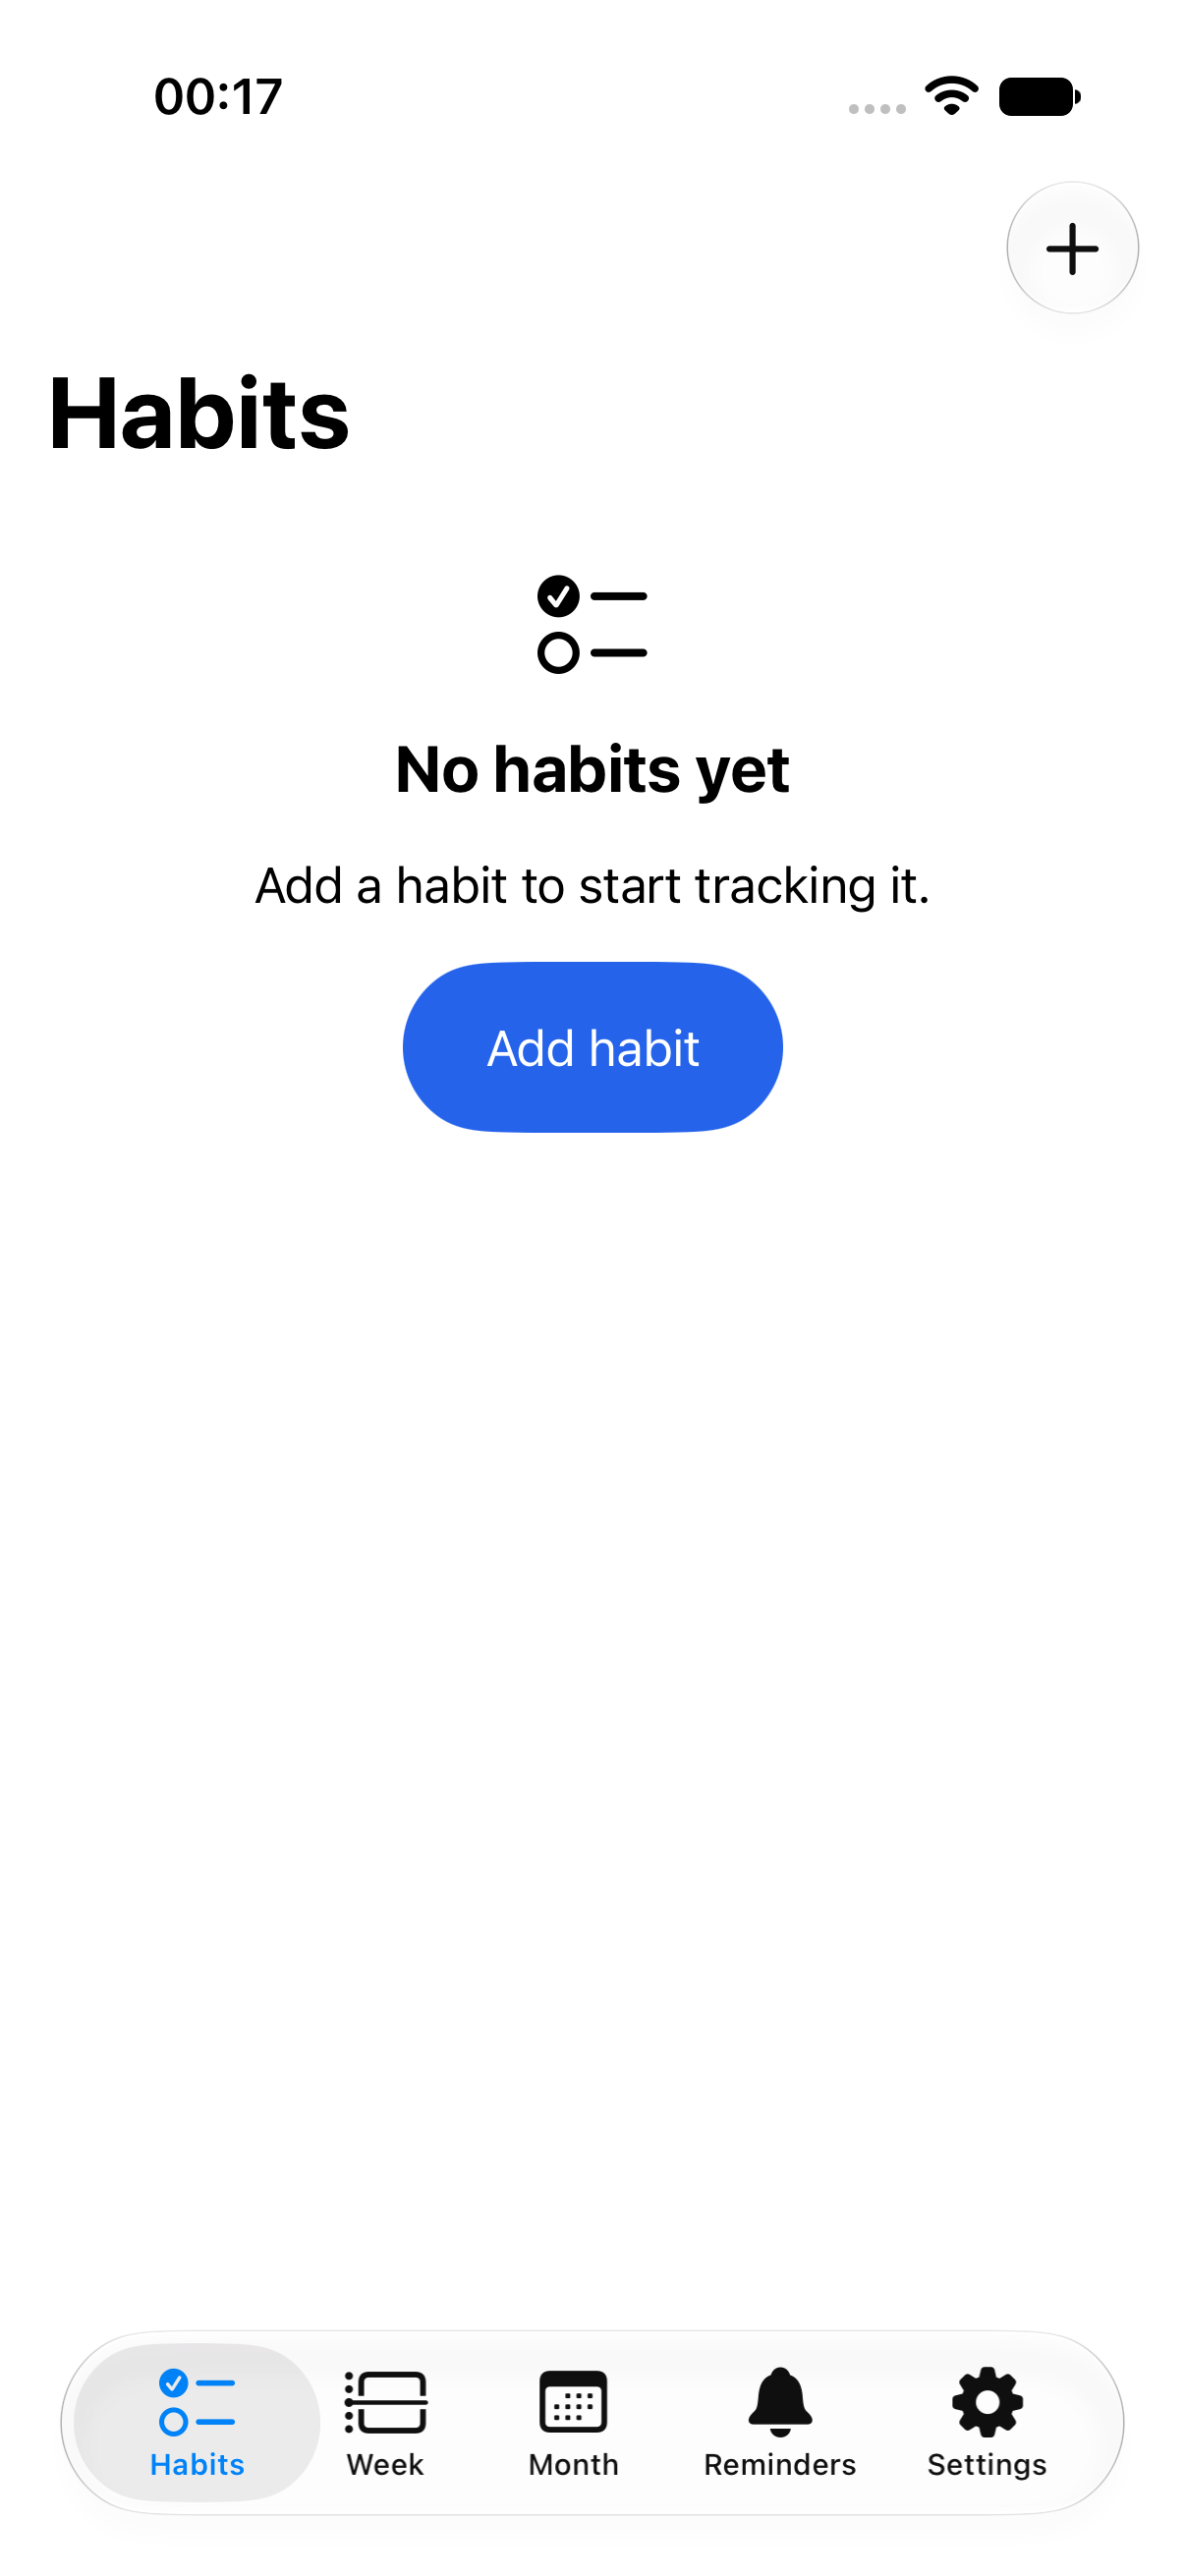 00:17
Habits
No habits yet
Add a habit to start tracking it.
Add habit
Habits
Week
Month
Reminders
Settings